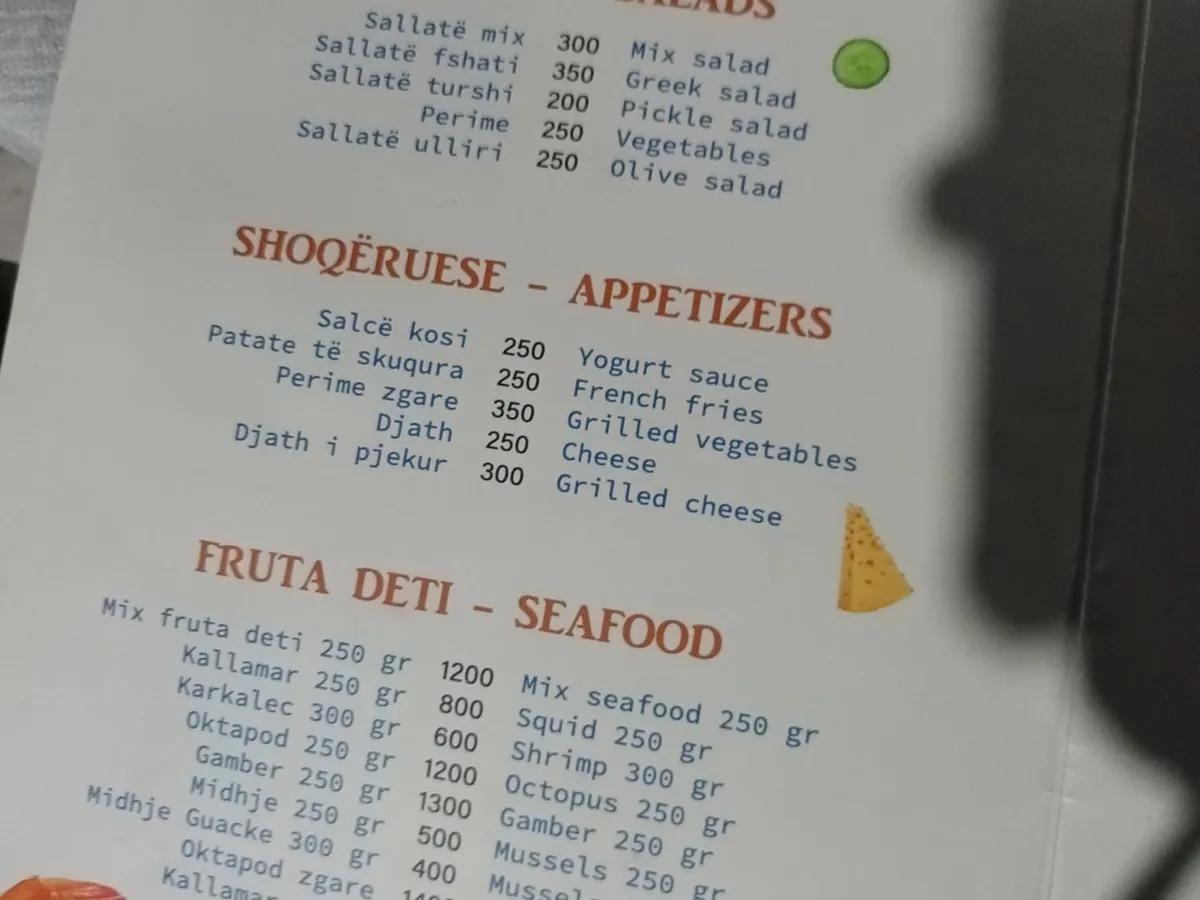 SALADS
Sallatë mix 300 Mix salad
Sallatë fshati 350 Greek salad
Sallatë turshi 200 Pickle salad
Perime 250 Vegetables
Sallatë ulliri 250 Olive salad
SHOQËRUESE - APPETIZERS
Salcë kosi 250 Yogurt sauce
Patate të skuqura 250 French fries
Perime zgare 350 Grilled vegetables
Djath 250 Cheese
Djath i pjekur 300 Grilled cheese
FRUTA DETI - SEAFOOD
Mix fruta deti 250 gr 1200 Mix seafood 250 gr
Kallamar 250 gr 800 Squid 250 gr
Karkalec 300 gr 600 Shrimp 300 gr
Oktapod 250 gr 1200 Octopus 250 gr
Gamber 250 gr 1300 Gamber 250 gr
Midhje 250 gr 500 Mussels 250 gr
Midhje Guacke 300 gr 400
Oktapod zgare
Kallamar